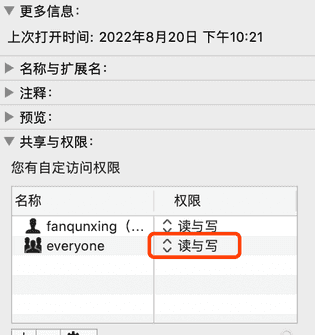 更多信息:
上次打开时间: 2022年8月20日 下午10:21
名称与扩展名:
注释:
预览:
共享与权限:
您有自定访问权限
名称 权限
fanqunxing (... 读与写
everyone 读与写